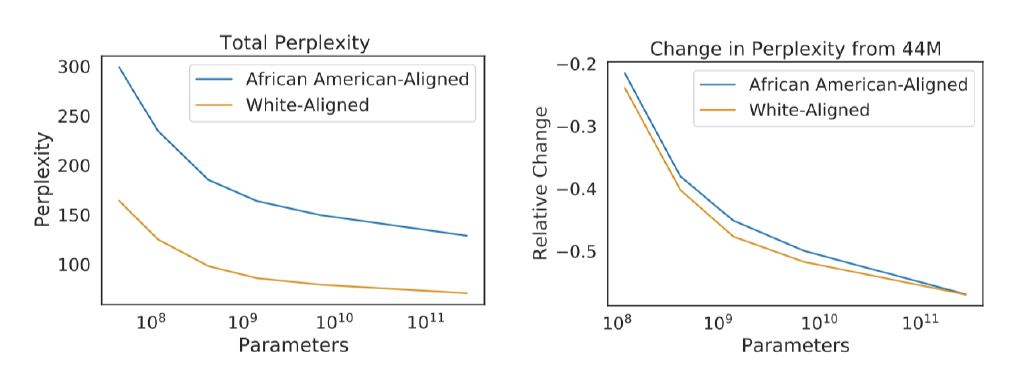 Total Perplexity
300
250
200
150
100
Perplexity
African American-Aligned
White-Aligned
10⁸
10⁹
10¹⁰
10¹¹
Parameters
Change in Perplexity from 44M
−0.2
−0.3
−0.4
−0.5
Relative Change
African American-Aligned
White-Aligned
10⁸
10⁹
10¹⁰
10¹¹
Parameters